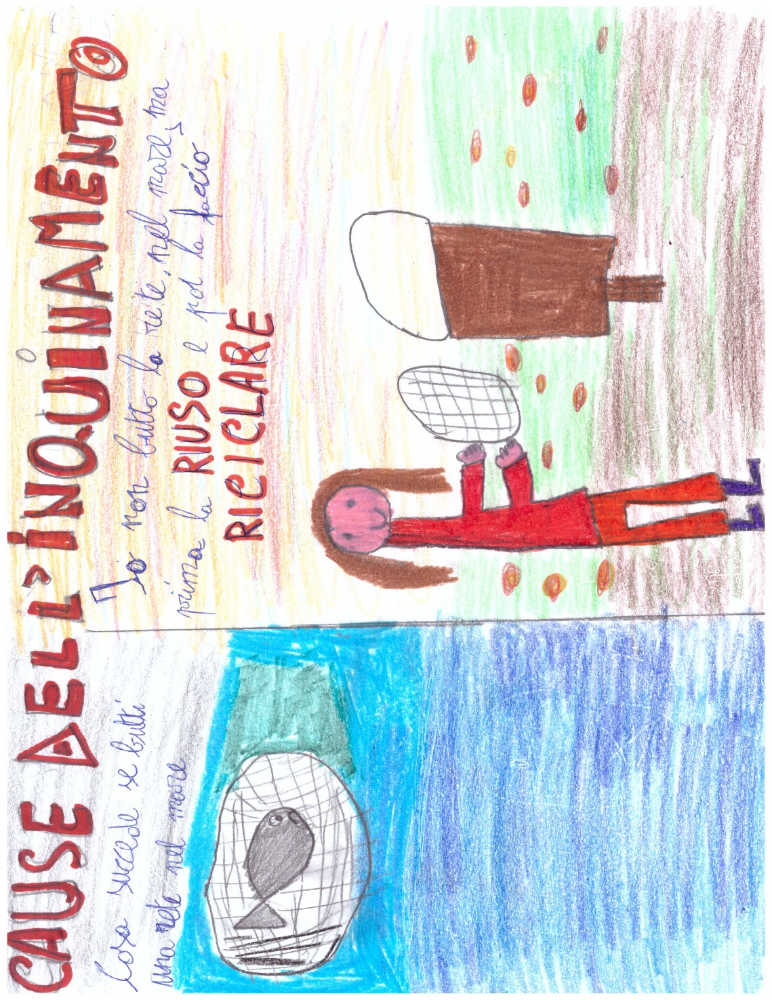 CAUSE DELL'INQUINAMENTO
Cosa succede se butti
una rete nel mare
Io non butto la rete nel mare, ma
prima la RIUSO e poi la faccio
RICICLARE